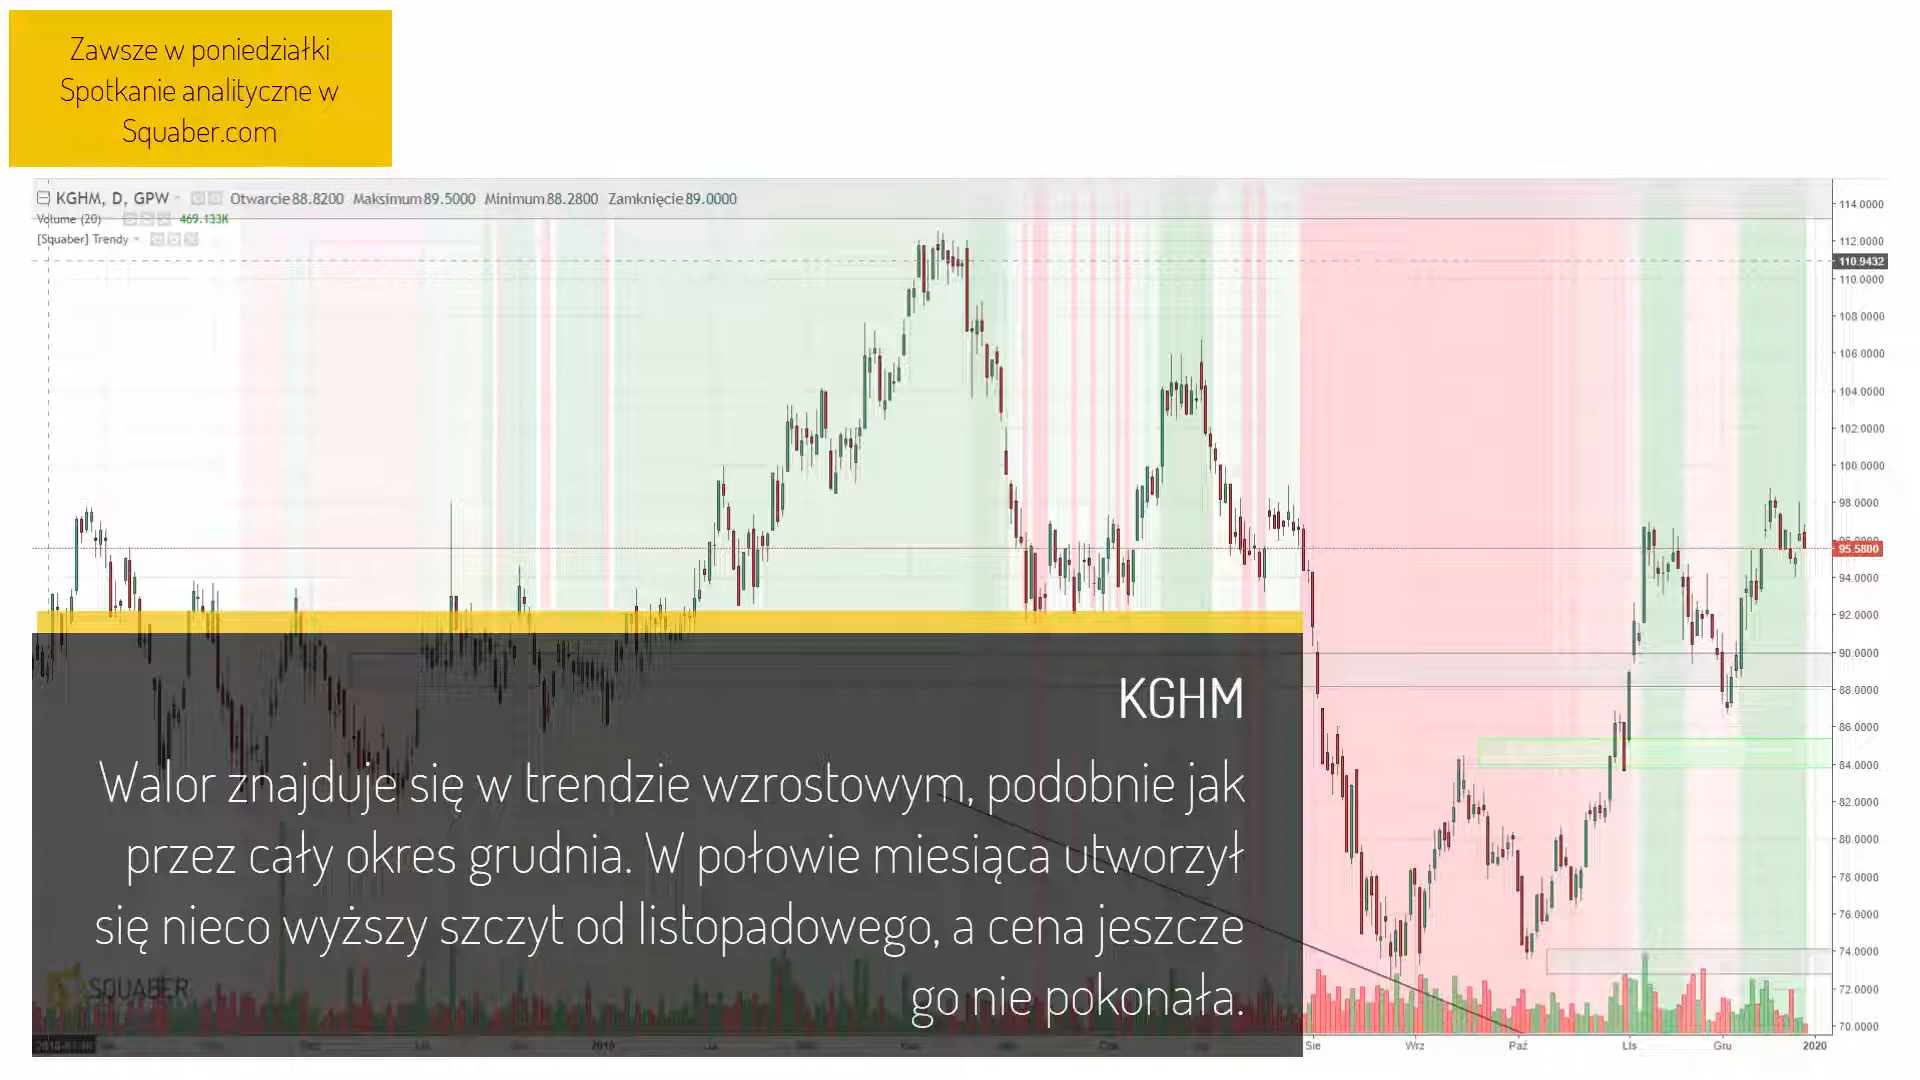 Zawsze w poniedziałki
Spotkanie analityczne w
Squaber.com
KGHM, D, GPW Otwarcie 88.8200 Maksimum 89.5000 Minimum 88.2800 Zamknięcie 89.0000
Volume (20) 469.133K
[Squaber] Trendy
114.0000
112.0000
110.9432
110.0000
108.0000
106.0000
104.0000
102.0000
100.0000
98.0000
95.5800
94.0000
92.0000
90.0000
88.0000
86.0000
84.0000
82.0000
80.0000
78.0000
76.0000
74.0000
72.0000
70.0000
KGHM
Walor znajduje się w trendzie wzrostowym, podobnie jak
przez cały okres grudnia. W połowie miesiąca utworzył
się nieco wyższy szczyt od listopadowego, a cena jeszcze
go nie pokonała.
SQUABER
2019 Sie Wrz Paź Lis Gru 2020